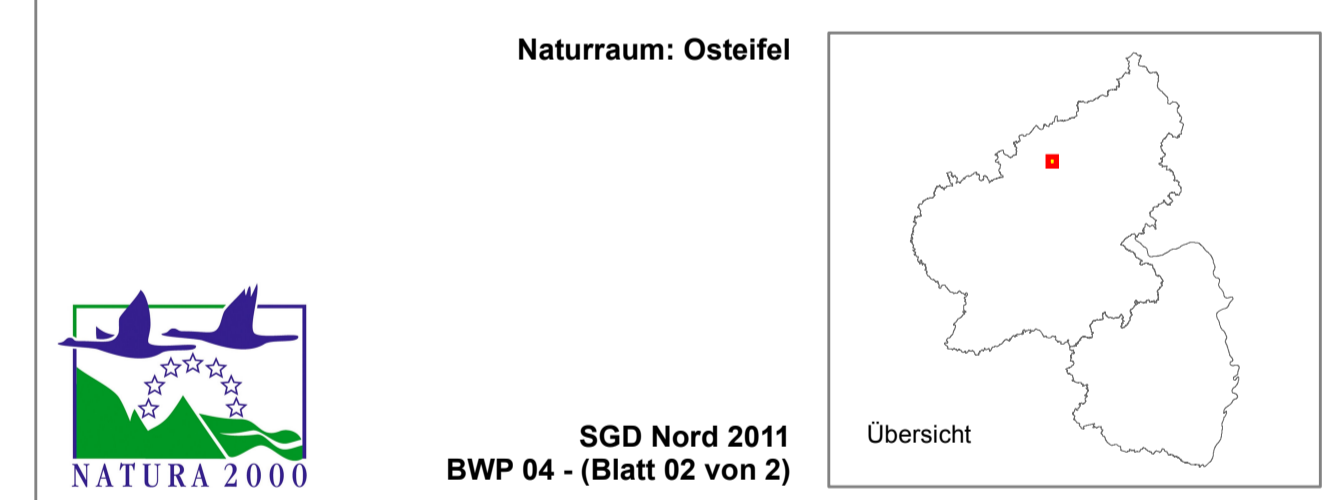 Naturraum: Osteifel
NATURA 2000
SGD Nord 2011
BWP 04 - (Blatt 02 von 2)
Übersicht